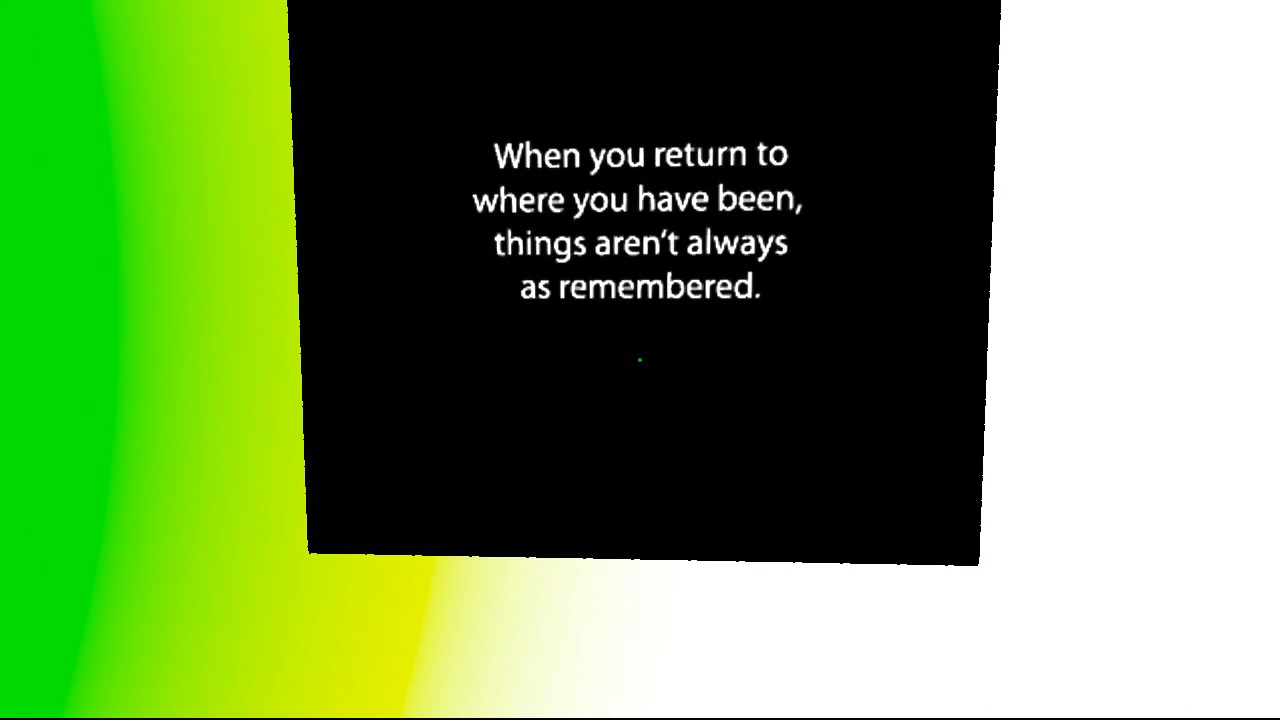 When you return to
where you have been,
things aren't always
as remembered.